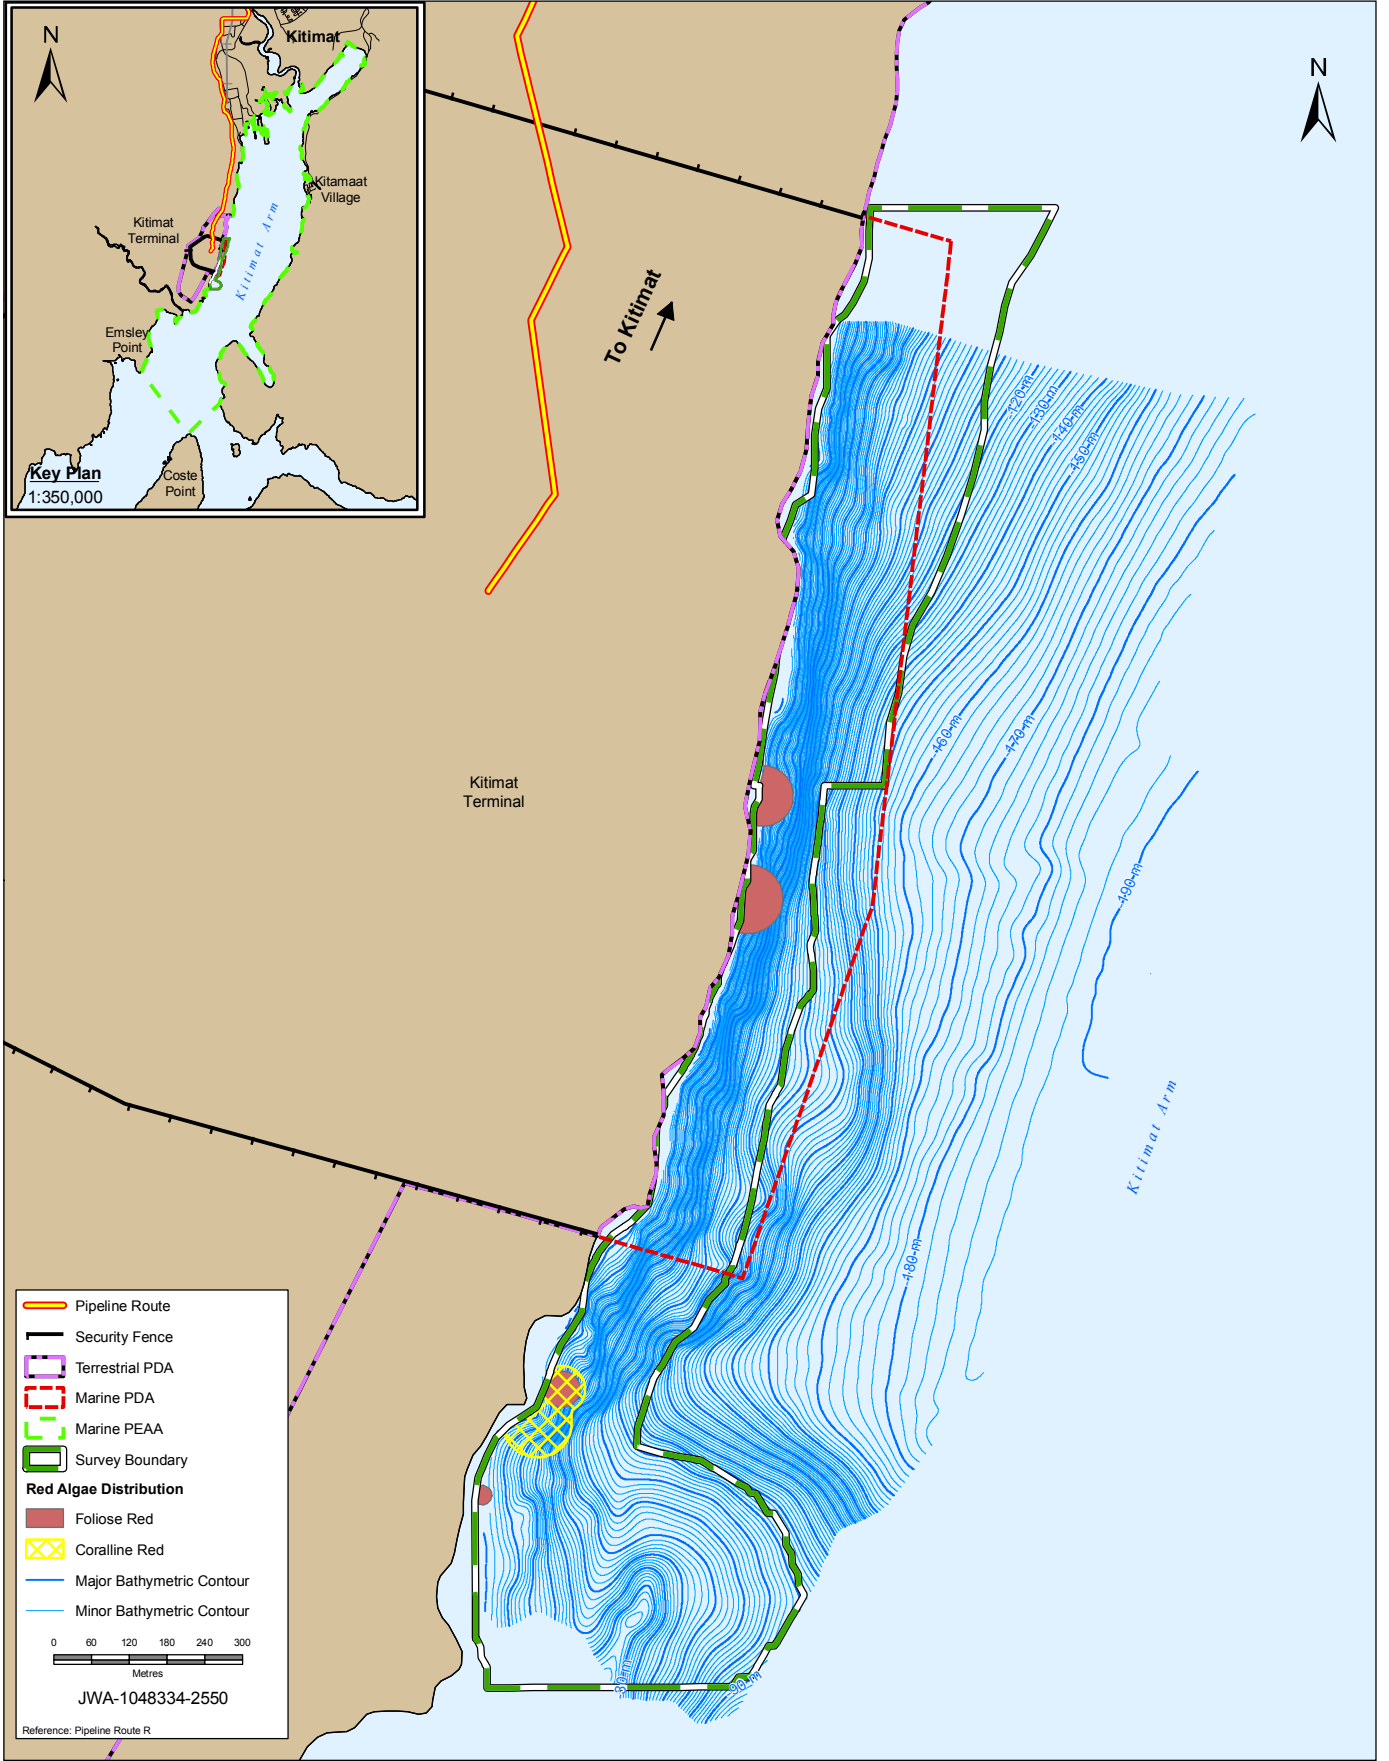 N
Kitimat
Kitamaat
Village
Kitimat
Terminal
Kitimat Arm
Emsley
Point
Key Plan
1:350,000
Coste
Point
N
To Kitimat
-120-m
-130-m
-140-m
-150-m
-160-m
-170-m
Kitimat
Terminal
-190-m
Kitimat Arm
-180-m
Pipeline Route
Security Fence
Terrestrial PDA
Marine PDA
Marine PEAA
Survey Boundary
Red Algae Distribution
Foliose Red
Coralline Red
Major Bathymetric Contour
Minor Bathymetric Contour
0 60 120 180 240 300
Metres
JWA-1048334-2550
Reference: Pipeline Route R
-90-m